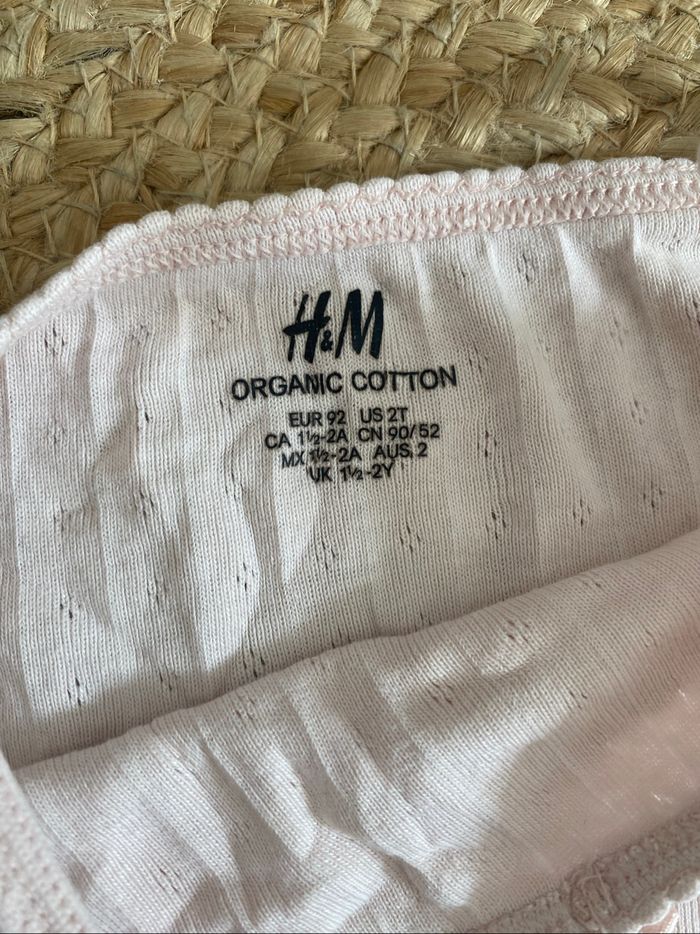 H&M
ORGANIC COTTON
EUR 92 US 2T
CA 1½-2A CN 90/52
MX 1½-2A AUS 2
UK 1½-2Y